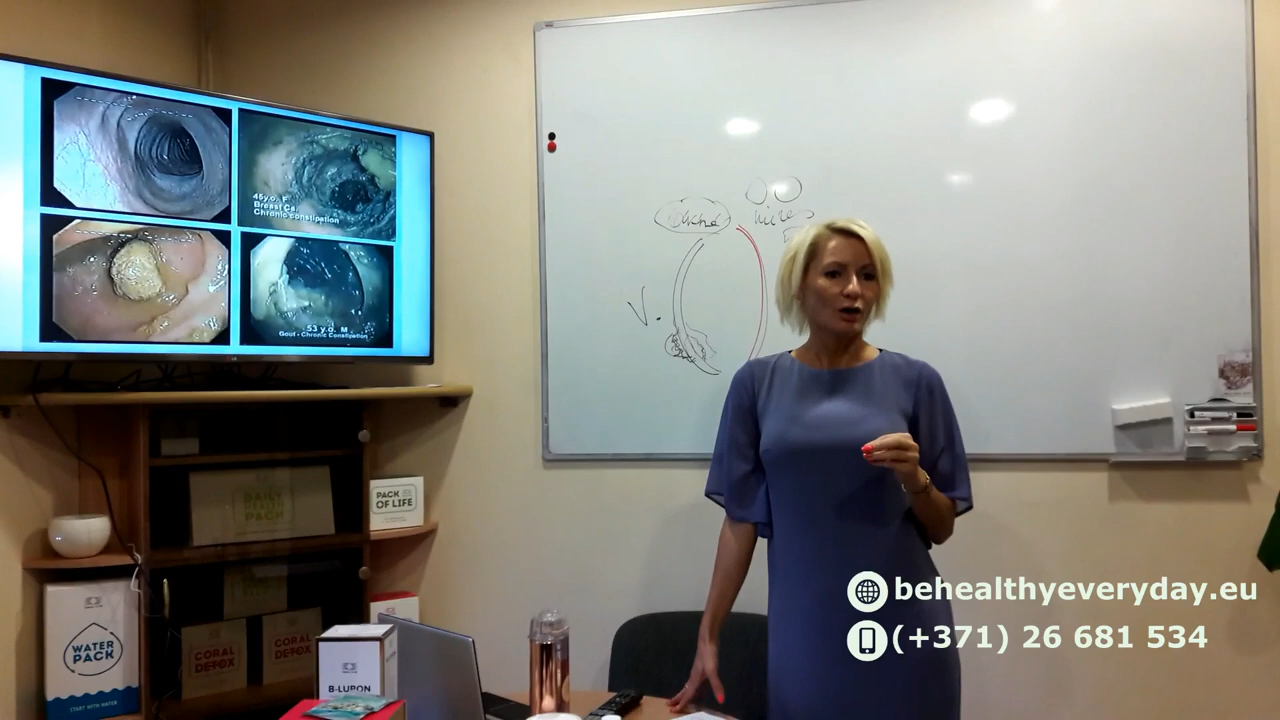 45y.o. F
Breast Ca.
Chronic constipation
53 y.o. M
Gout - Chronic Constipation
V.
DAILY
HEALTH
PACK
PACK
OF LIFE
WATER
PACK
START WITH WATER
CORAL
DETOX
CORAL
DETOX
B-LURON
behealthyeveryday.eu
(+371) 26 681 534